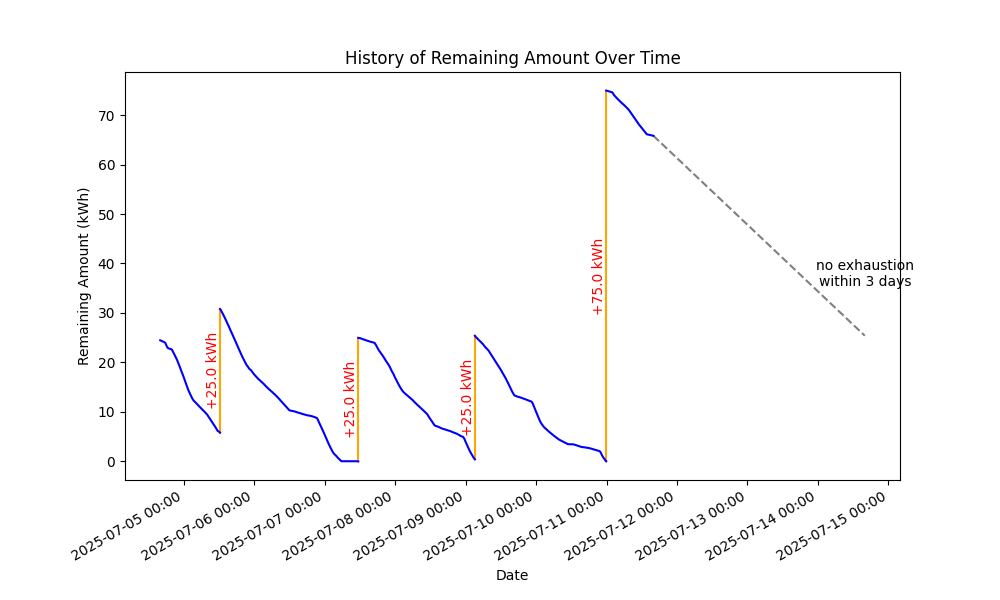 History of Remaining Amount Over Time
Remaining Amount (kWh)
70
60
50
40
30
20
10
0
+25.0 kWh
+25.0 kWh
+25.0 kWh
+75.0 kWh
no exhaustion
within 3 days
2025-07-05 00:00
2025-07-06 00:00
2025-07-07 00:00
2025-07-08 00:00
2025-07-09 00:00
2025-07-10 00:00
2025-07-11 00:00
2025-07-12 00:00
2025-07-13 00:00
2025-07-14 00:00
2025-07-15 00:00
Date